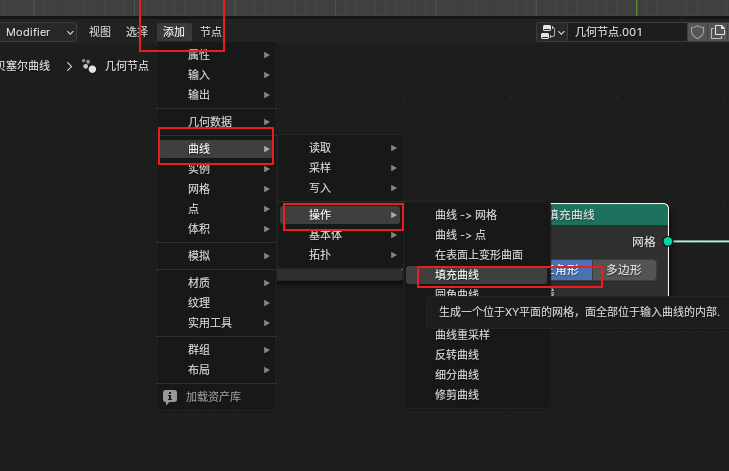 Modifier 视图 选择 添加 节点 几何节点.001
贝塞尔曲线 几何节点
属性
输入
输出
几何数据
曲线
实例
网格
点
体积
模拟
材质
纹理
实用工具
群组
布局
加载资产库
读取
采样
写入
操作
基本体
拓扑
曲线 -> 网格
曲线 -> 点
在表面上变形曲面
填充曲线
圆角曲线
曲线重采样
反转曲线
细分曲线
修剪曲线
生成一个位于XY平面的网格，面全部位于输入曲线的内部.
填充曲线
网格
三角形 多边形